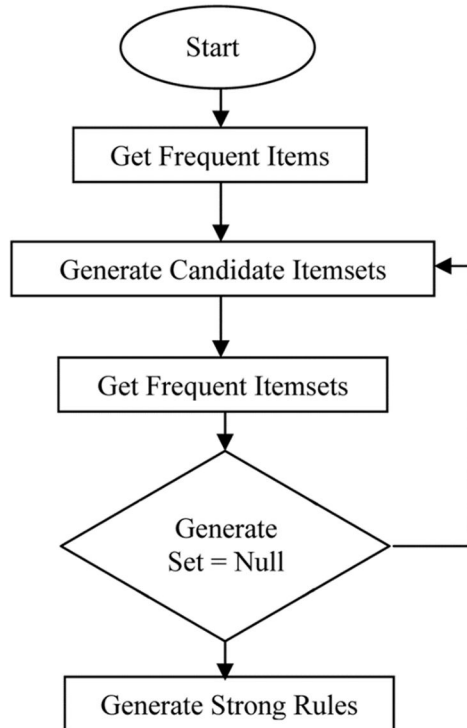 Start
Get Frequent Items
Generate Candidate Itemsets
Get Frequent Itemsets
Generate
Set = Null
Generate Strong Rules